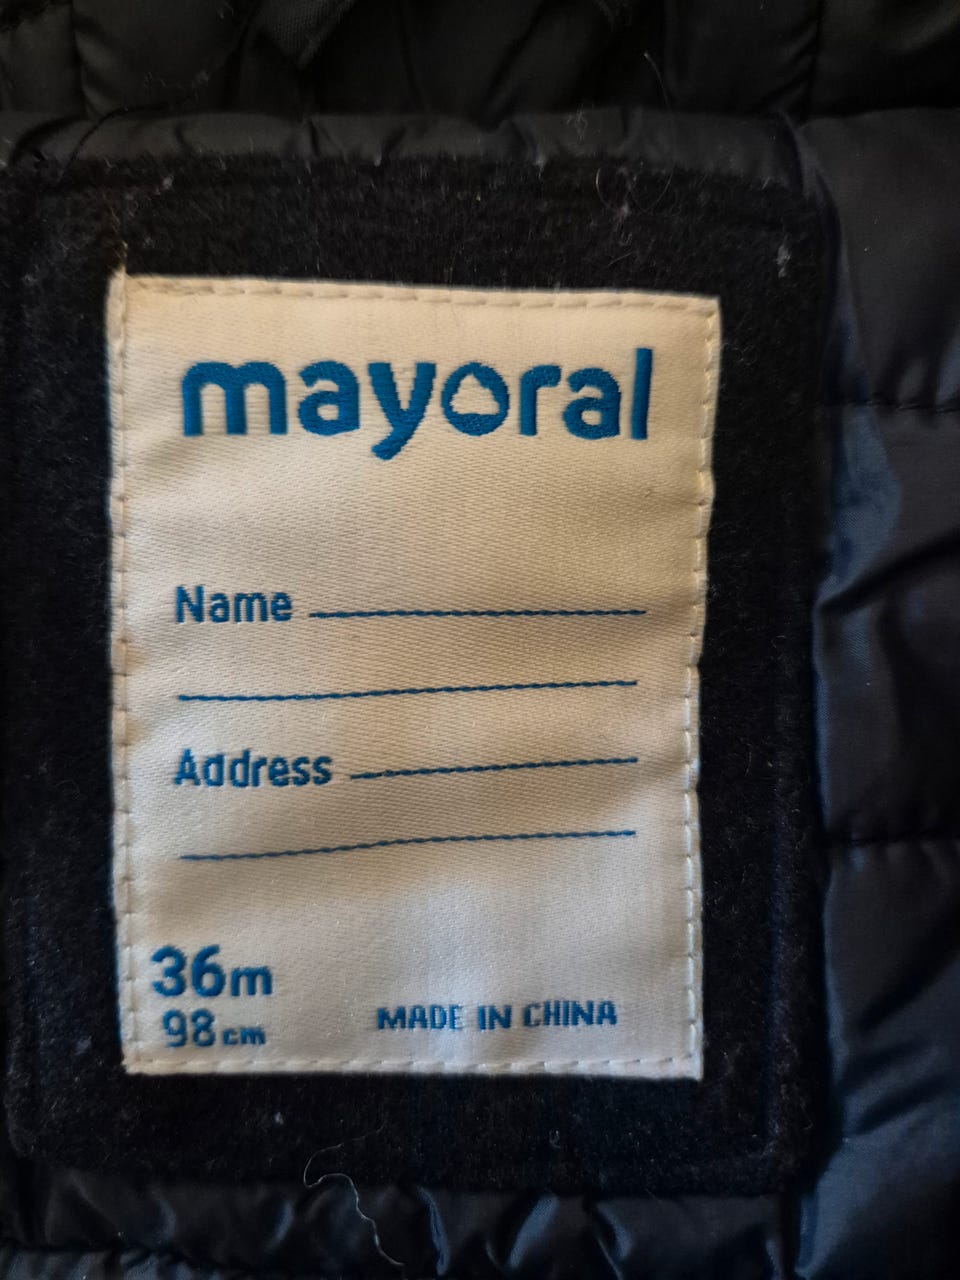 mayoral
Name
Address
36m
98cm
MADE IN CHINA